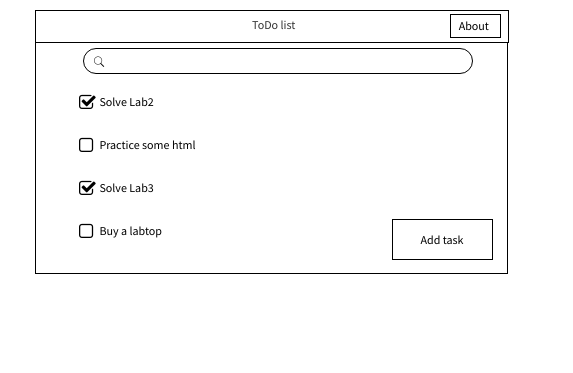 ToDo list
About
Solve Lab2
Practice some html
Solve Lab3
Buy a labtop
Add task